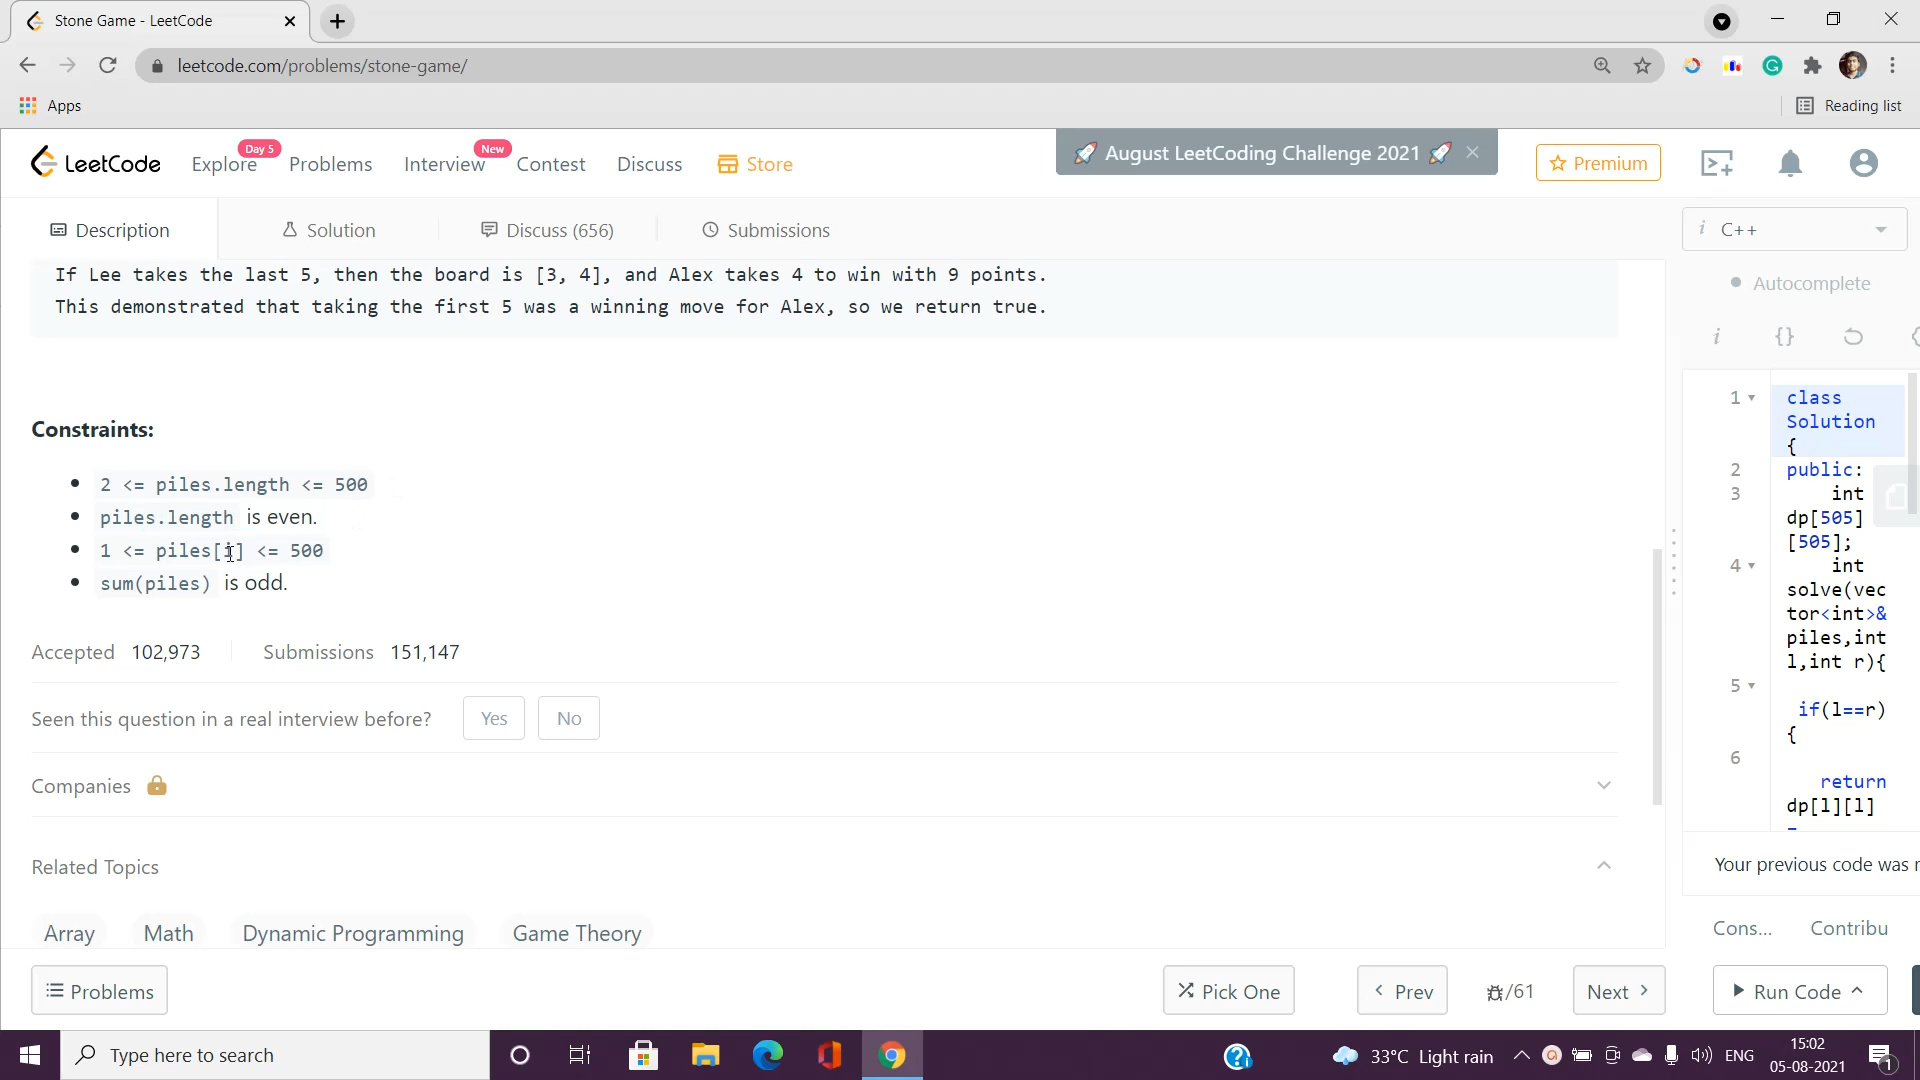 Stone Game - LeetCode
leetcode.com/problems/stone-game/
Apps
Reading list
LeetCode
Explore
Day 5
Problems
Interview
New
Contest
Discuss
Store
August LeetCoding Challenge 2021
Premium
Description
Solution
Discuss (656)
Submissions
i C++
If Lee takes the last 5, then the board is [3, 4], and Alex takes 4 to win with 9 points.
This demonstrated that taking the first 5 was a winning move for Alex, so we return true.
Constraints:
2 <= piles.length <= 500
piles.length is even.
1 <= piles[i] <= 500
sum(piles) is odd.
Accepted 102,973
Submissions 151,147
Seen this question in a real interview before?
Yes
No
Companies
Related Topics
Array
Math
Dynamic Programming
Game Theory
Problems
Pick One
Prev
/61
Next
Autocomplete
i {}
1 class
Solution
{
2 public:
3 int
dp[505]
[505];
4 int
solve(vec
tor<int>&
piles,int
l,int r){
5
if(l==r)
{
6
return
dp[l][l]
Your previous code was r
Cons...
Contribu
Run Code
Type here to search
33°C Light rain
ENG
15:02
05-08-2021
1